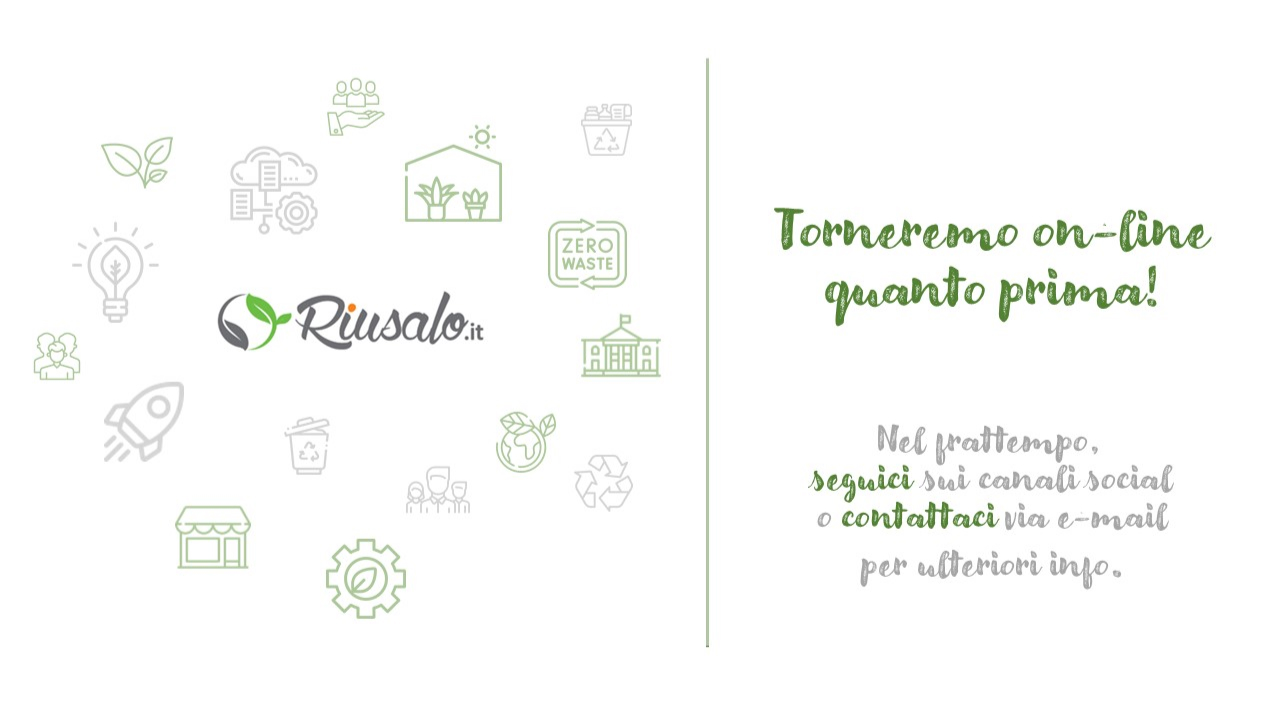 ZERO
WASTE
Riusalo.it
Torneremo on-line
quanto prima!
Nel frattempo,
seguici sui canali social
o contattaci via e-mail
per ulteriori info.